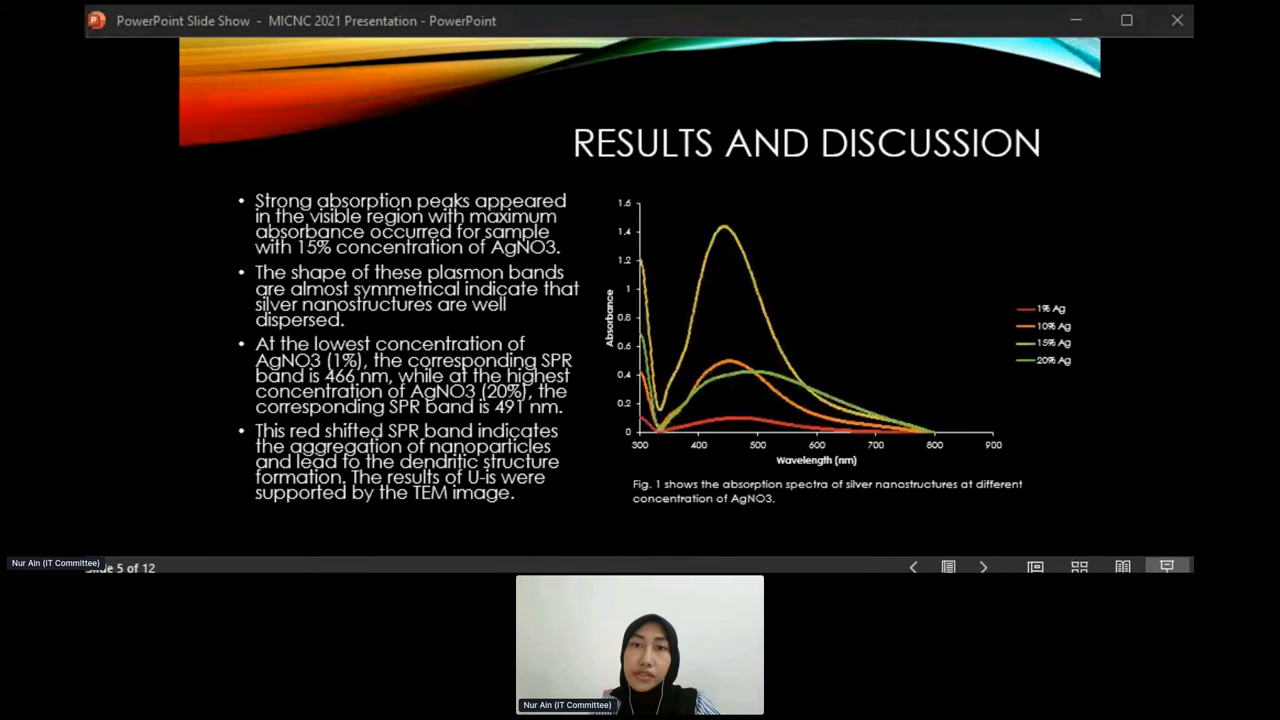 PowerPoint Slide Show - MICNC 2021 Presentation - PowerPoint
RESULTS AND DISCUSSION
• Strong absorption peaks appeared
in the visible region with maximum
absorbance occurred for sample
with 15% concentration of AgNO3.
• The shape of these plasmon bands
are almost symmetrical indicate that
silver nanostructures are well
dispersed.
• At the lowest concentration of
AgNO3 (1%), the corresponding SPR
band is 466 nm, while at the highest
concentration of AgNO3 (20%), the
corresponding SPR band is 491 nm.
• This red shifted SPR band indicates
the aggregation of nanoparticles
and lead to the dendritic structure
formation. The results of U-is were
supported by the TEM image.
1.6
1.4
1.2
1
0.8
0.6
0.4
0.2
0
Absorbance
300 400 500 600 700 800 900
Wavelength (nm)
1% Ag
10% Ag
15% Ag
20% Ag
Fig. 1 shows the absorption spectra of silver nanostructures at different
concentration of AgNO3.
Nur Ain (IT Committee)
Slide 5 of 12
Nur Ain (IT Committee)